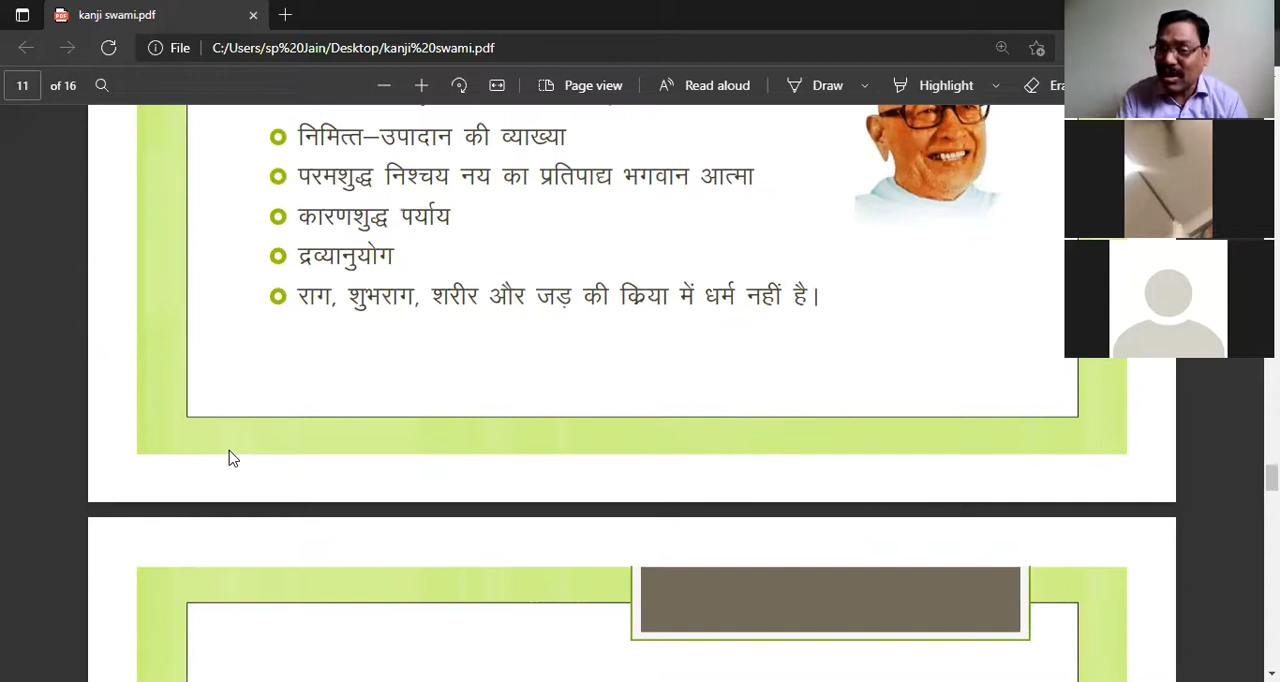 kanji swami.pdf
File C:/Users/sp%20Jain/Desktop/kanji%20swami.pdf
11 of 16 Page view Read aloud Draw Highlight Era
निमित्त–उपादान की व्याख्या
परमशुद्ध निश्चय नय का प्रतिपाद्य भगवान आत्मा
कारणशुद्ध पर्याय
द्रव्यानुयोग
राग, शुभराग, शरीर और जड़ की क्रिया में धर्म नहीं है।